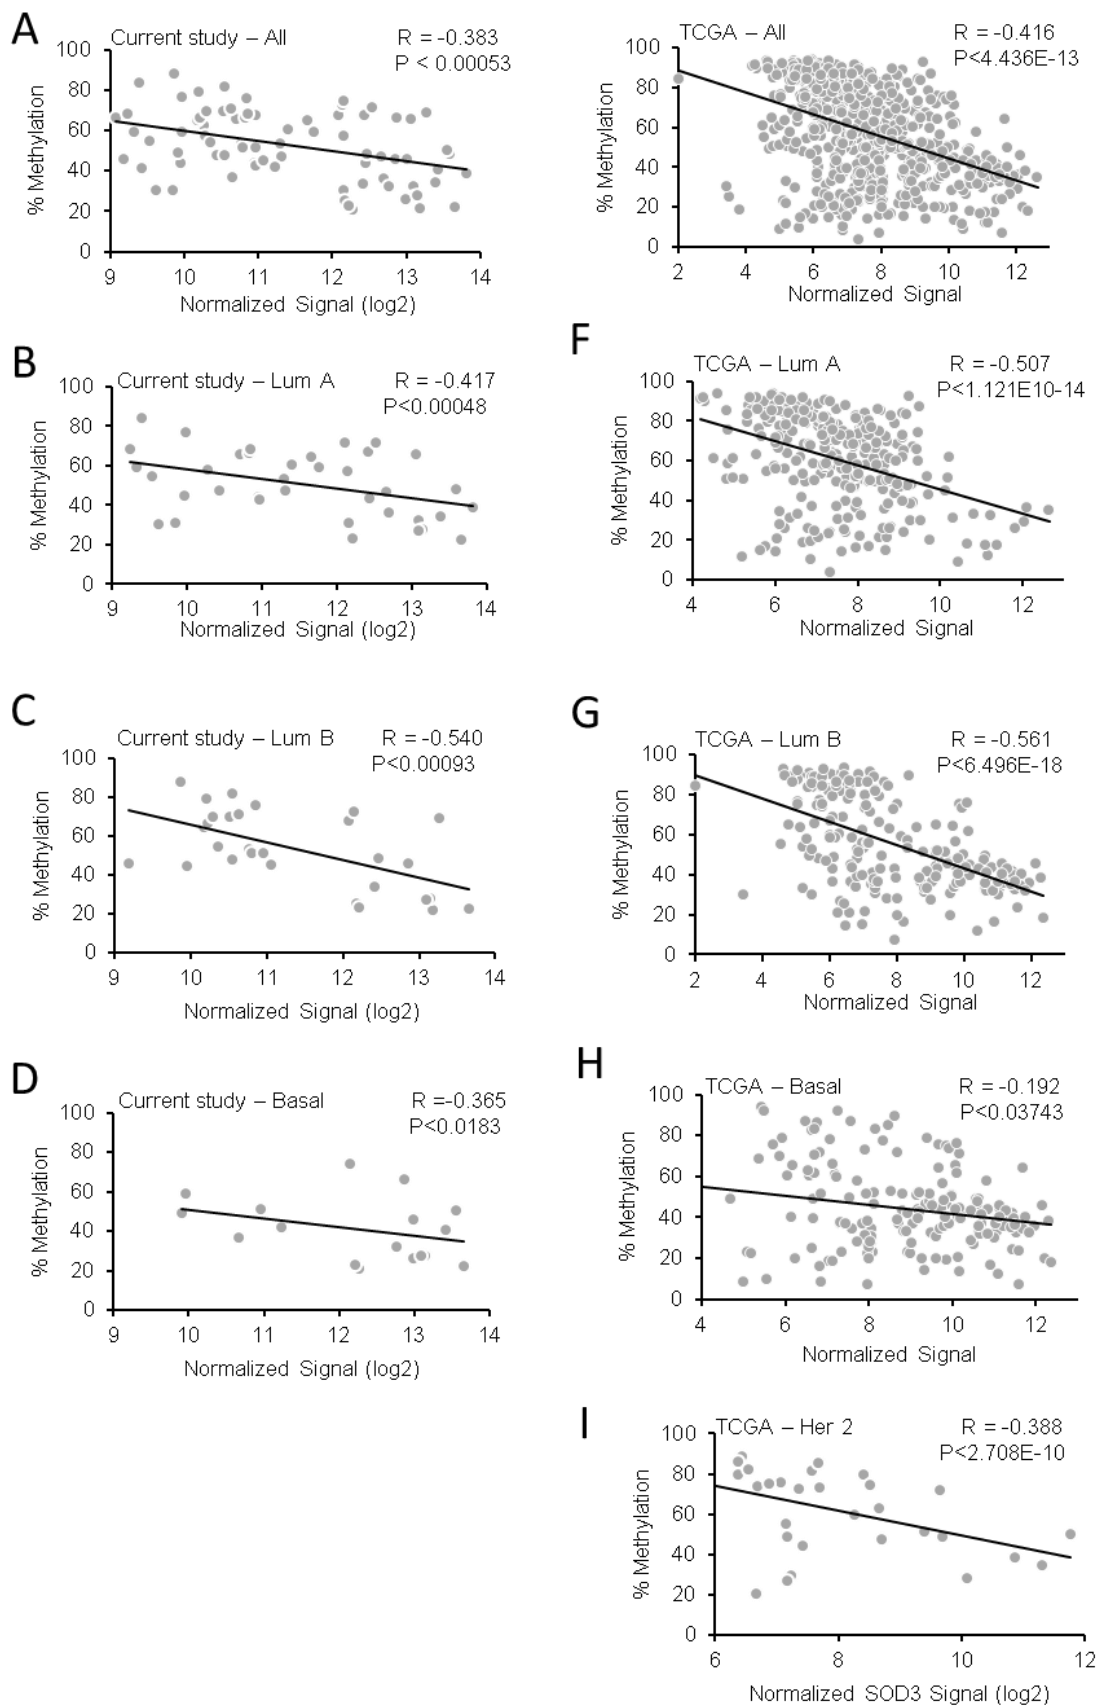 A
Current study – All
R = -0.383
P < 0.00053
100
80
60
40
20
0
% Methylation
9 10 11 12 13 14
Normalized Signal (log2)
TCGA – All
R = -0.416
P<4.436E-13
100
80
60
40
20
0
% Methylation
2 4 6 8 10 12
Normalized Signal
B
Current study – Lum A
R = -0.417
P<0.00048
100
80
60
40
20
0
% Methylation
9 10 11 12 13 14
Normalized Signal (log2)
F
TCGA – Lum A
R = -0.507
P<1.121E10-14
100
80
60
40
20
0
% Methylation
4 6 8 10 12
Normalized Signal
C
Current study – Lum B
R = -0.540
P<0.00093
100
80
60
40
20
0
% Methylation
9 10 11 12 13 14
Normalized Signal (log2)
G
TCGA – Lum B
R = -0.561
P<6.496E-18
100
80
60
40
20
0
% Methylation
2 4 6 8 10 12
Normalized Signal
D
Current study – Basal
R =-0.365
P<0.0183
100
80
60
40
20
0
% Methylation
9 10 11 12 13 14
Normalized Signal (log2)
H
TCGA – Basal
R = -0.192
P<0.03743
100
80
60
40
20
0
% Methylation
4 6 8 10 12
Normalized Signal
I
TCGA – Her 2
R = -0.388
P<2.708E-10
100
80
60
40
20
0
% Methylation
6 8 10 12
Normalized SOD3 Signal (log2)